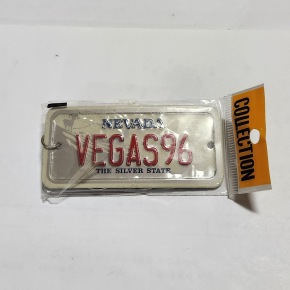 NEVADA
VEGAS96
THE SILVER STATE
COLLECTION